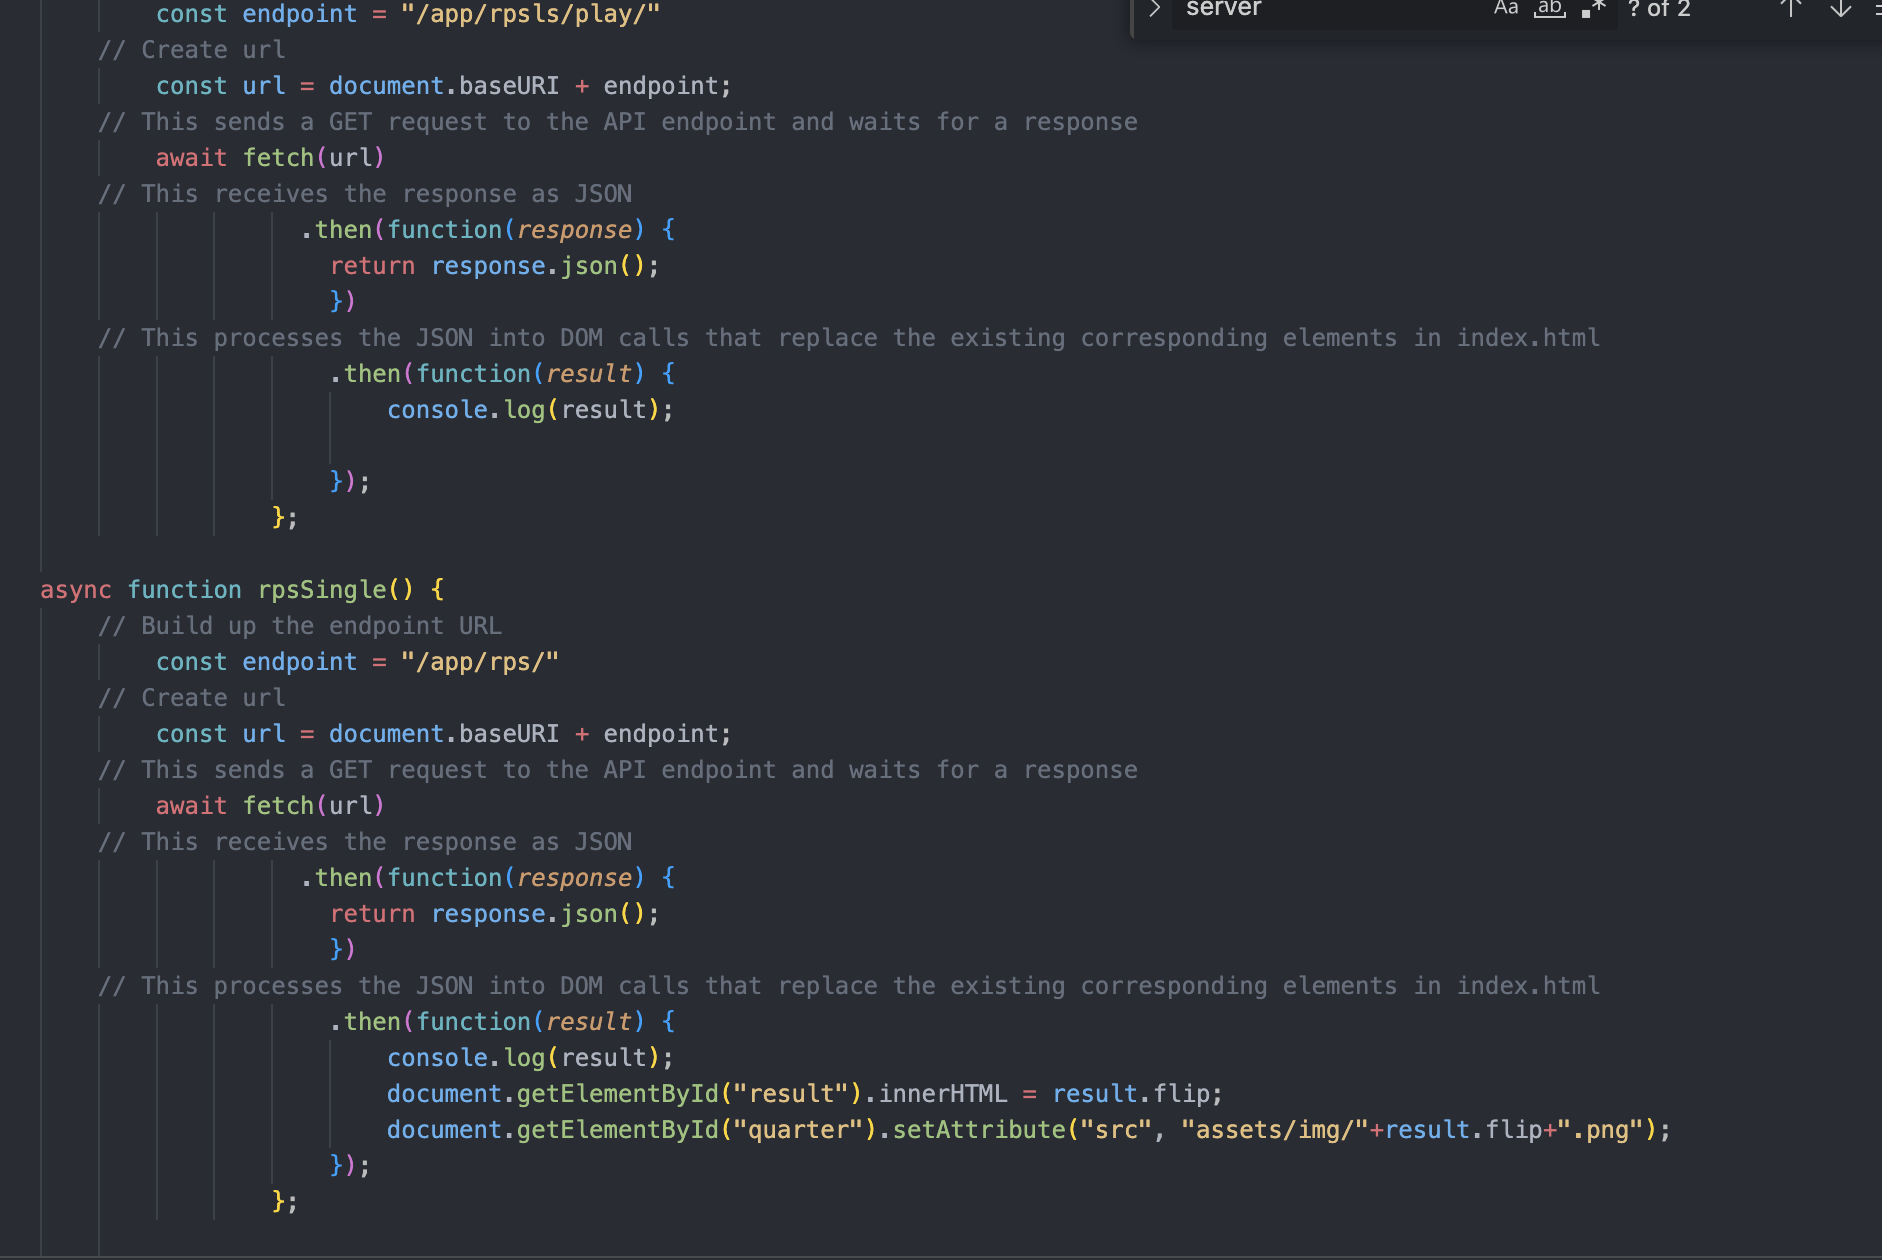 const endpoint = "/app/rpsls/play/"
server Aa ab .* ? of 2
// Create url
const url = document.baseURI + endpoint;
// This sends a GET request to the API endpoint and waits for a response
await fetch(url)
// This receives the response as JSON
.then(function(response) {
return response.json();
})
// This processes the JSON into DOM calls that replace the existing corresponding elements in index.html
.then(function(result) {
console.log(result);
});
};
async function rpsSingle() {
// Build up the endpoint URL
const endpoint = "/app/rps/"
// Create url
const url = document.baseURI + endpoint;
// This sends a GET request to the API endpoint and waits for a response
await fetch(url)
// This receives the response as JSON
.then(function(response) {
return response.json();
})
// This processes the JSON into DOM calls that replace the existing corresponding elements in index.html
.then(function(result) {
console.log(result);
document.getElementById("result").innerHTML = result.flip;
document.getElementById("quarter").setAttribute("src", "assets/img/"+result.flip+".png");
});
};